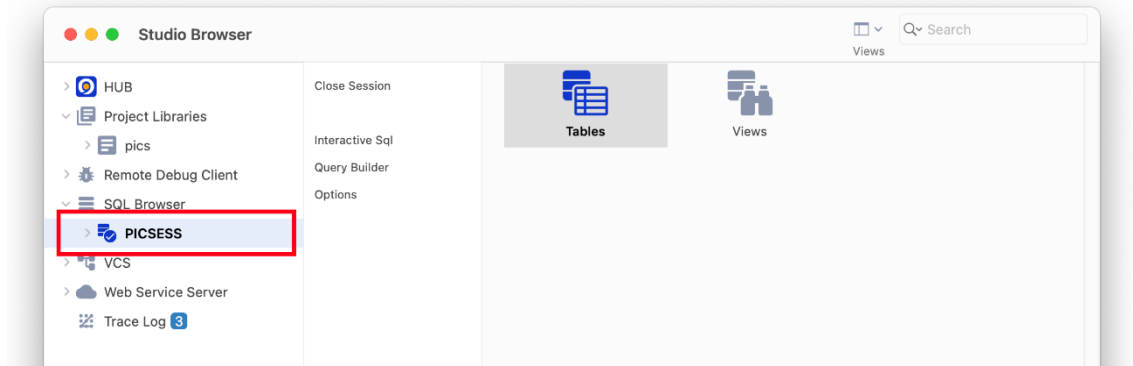 Studio Browser
Views
Search
HUB
Project Libraries
pics
Remote Debug Client
SQL Browser
PICSESS
VCS
Web Service Server
Trace Log 3
Close Session
Interactive Sql
Query Builder
Options
Tables
Views